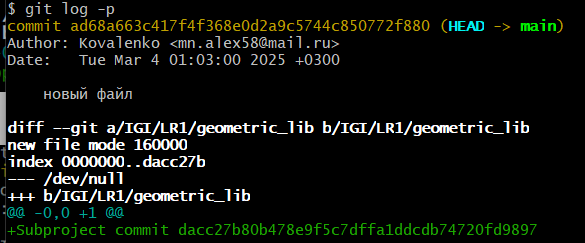 $ git log -p
commit ad68a663c417f4f368e0d2a9c5744c850772f880 (HEAD -> main)
Author: Kovalenko <mn.alex58@mail.ru>
Date:   Tue Mar 4 01:03:00 2025 +0300
новый файл
diff --git a/IGI/LR1/geometric_lib b/IGI/LR1/geometric_lib
new file mode 160000
index 0000000..dacc27b
--- /dev/null
+++ b/IGI/LR1/geometric_lib
@@ -0,0 +1 @@
+Subproject commit dacc27b80b478e9f5c7dffa1ddcdb74720fd9897